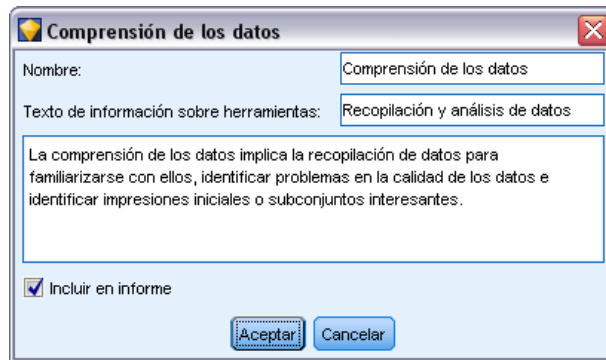 Comprensión de los datos
Nombre: Comprensión de los datos
Texto de información sobre herramientas: Recopilación y análisis de datos
La comprensión de los datos implica la recopilación de datos para
familiarizarse con ellos, identificar problemas en la calidad de los datos e
identificar impresiones iniciales o subconjuntos interesantes.
Incluir en informe
Aceptar Cancelar